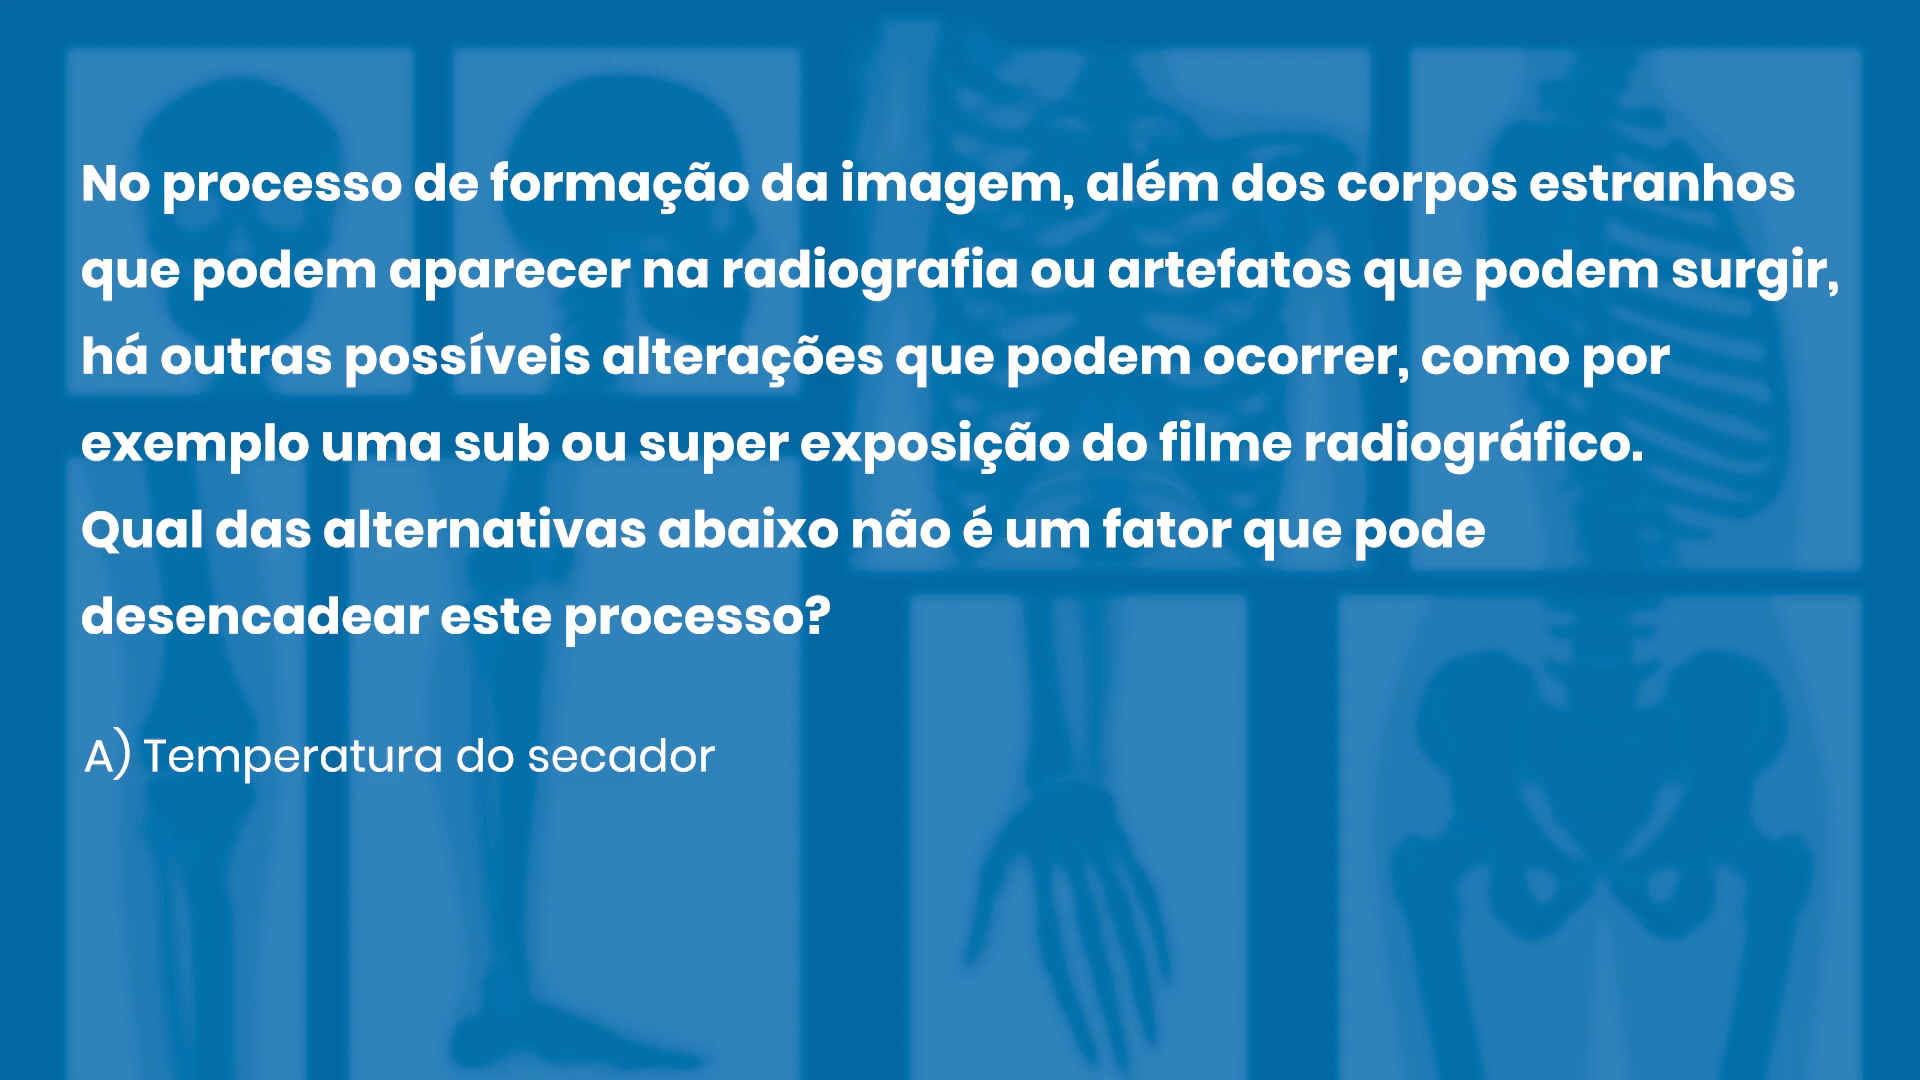 No processo de formação da imagem, além dos corpos estranhos
que podem aparecer na radiografia ou artefatos que podem surgir,
há outras possíveis alterações que podem ocorrer, como por
exemplo uma sub ou super exposição do filme radiográfico.
Qual das alternativas abaixo não é um fator que pode
desencadear este processo?
A) Temperatura do secador